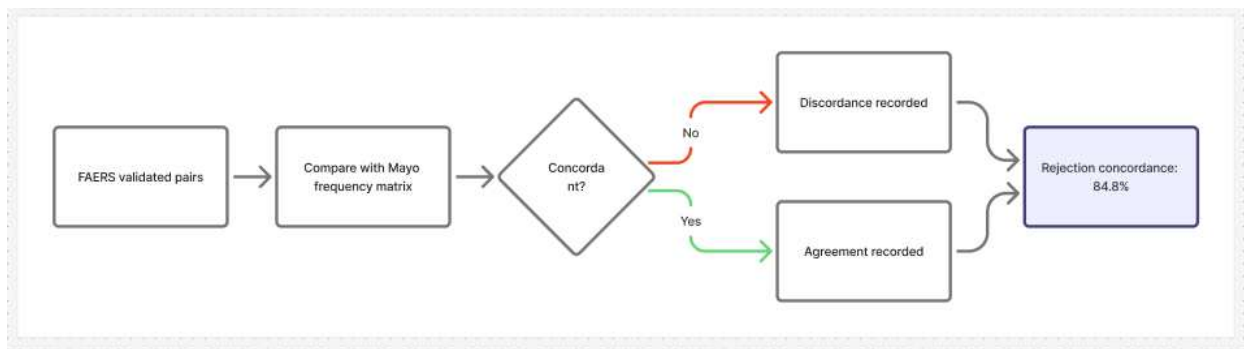 FAERS validated pairs
Compare with Mayo
frequency matrix
Concorda
nt?
No
Yes
Discordance recorded
Agreement recorded
Rejection concordance:
84.8%